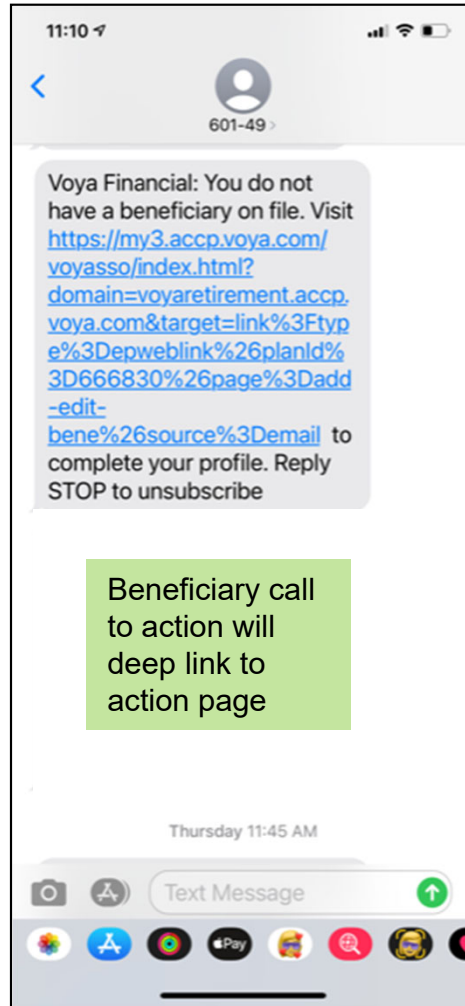 11:10
601-49
Voya Financial: You do not
have a beneficiary on file. Visit
https://my3.accp.voya.com/
voyasso/index.html?
domain=voyaretirement.accp.
voya.com&target=link%3Ftyp
e%3Depweblink%26planId%
3D666830%26page%3Dadd
-edit-
bene%26source%3Demail to
complete your profile. Reply
STOP to unsubscribe
Beneficiary call
to action will
deep link to
action page
Thursday 11:45 AM
Text Message
Pay